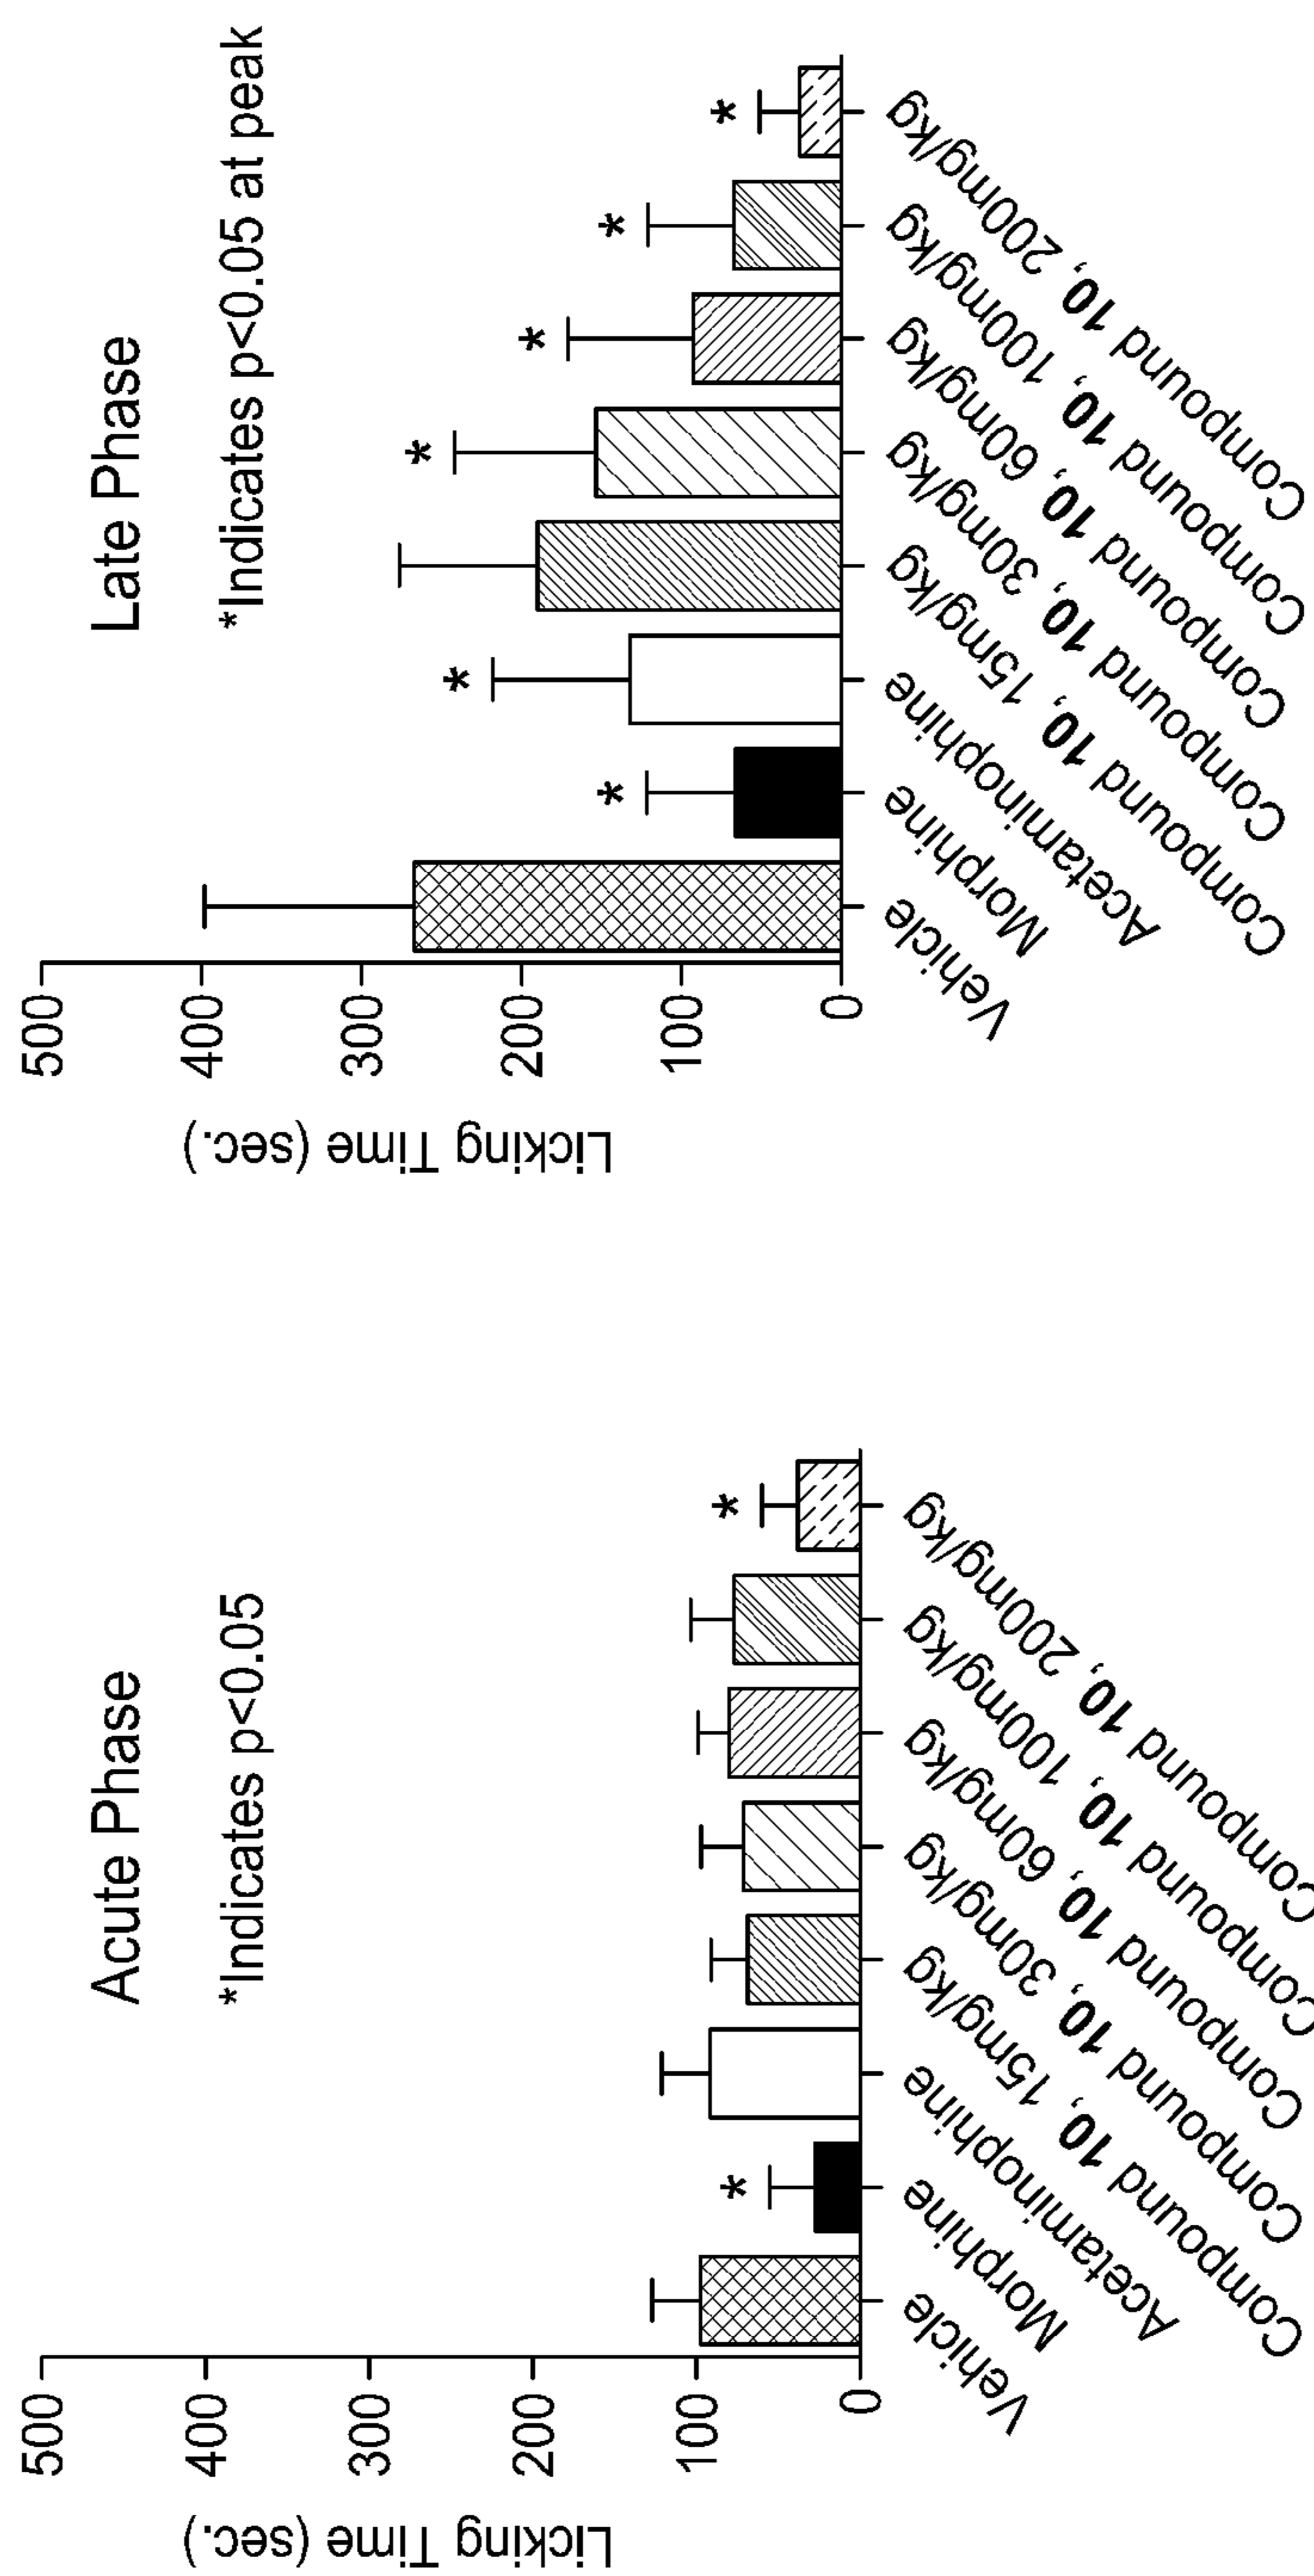 Acute Phase
*Indicates p<0.05
Licking Time (sec.)
500
400
300
200
100
0
*
*
Vehicle
Morphine
Acetaminophine
Compound 10, 15mg/kg
Compound 10, 30mg/kg
Compound 10, 60mg/kg
Compound 10, 100mg/kg
Compound 10, 200mg/kg
Late Phase
*Indicates p<0.05 at peak
Licking Time (sec.)
500
400
300
200
100
0
*
*
*
*
*
*
Vehicle
Morphine
Acetaminophine
Compound 10, 15mg/kg
Compound 10, 30mg/kg
Compound 10, 60mg/kg
Compound 10, 100mg/kg
Compound 10, 200mg/kg